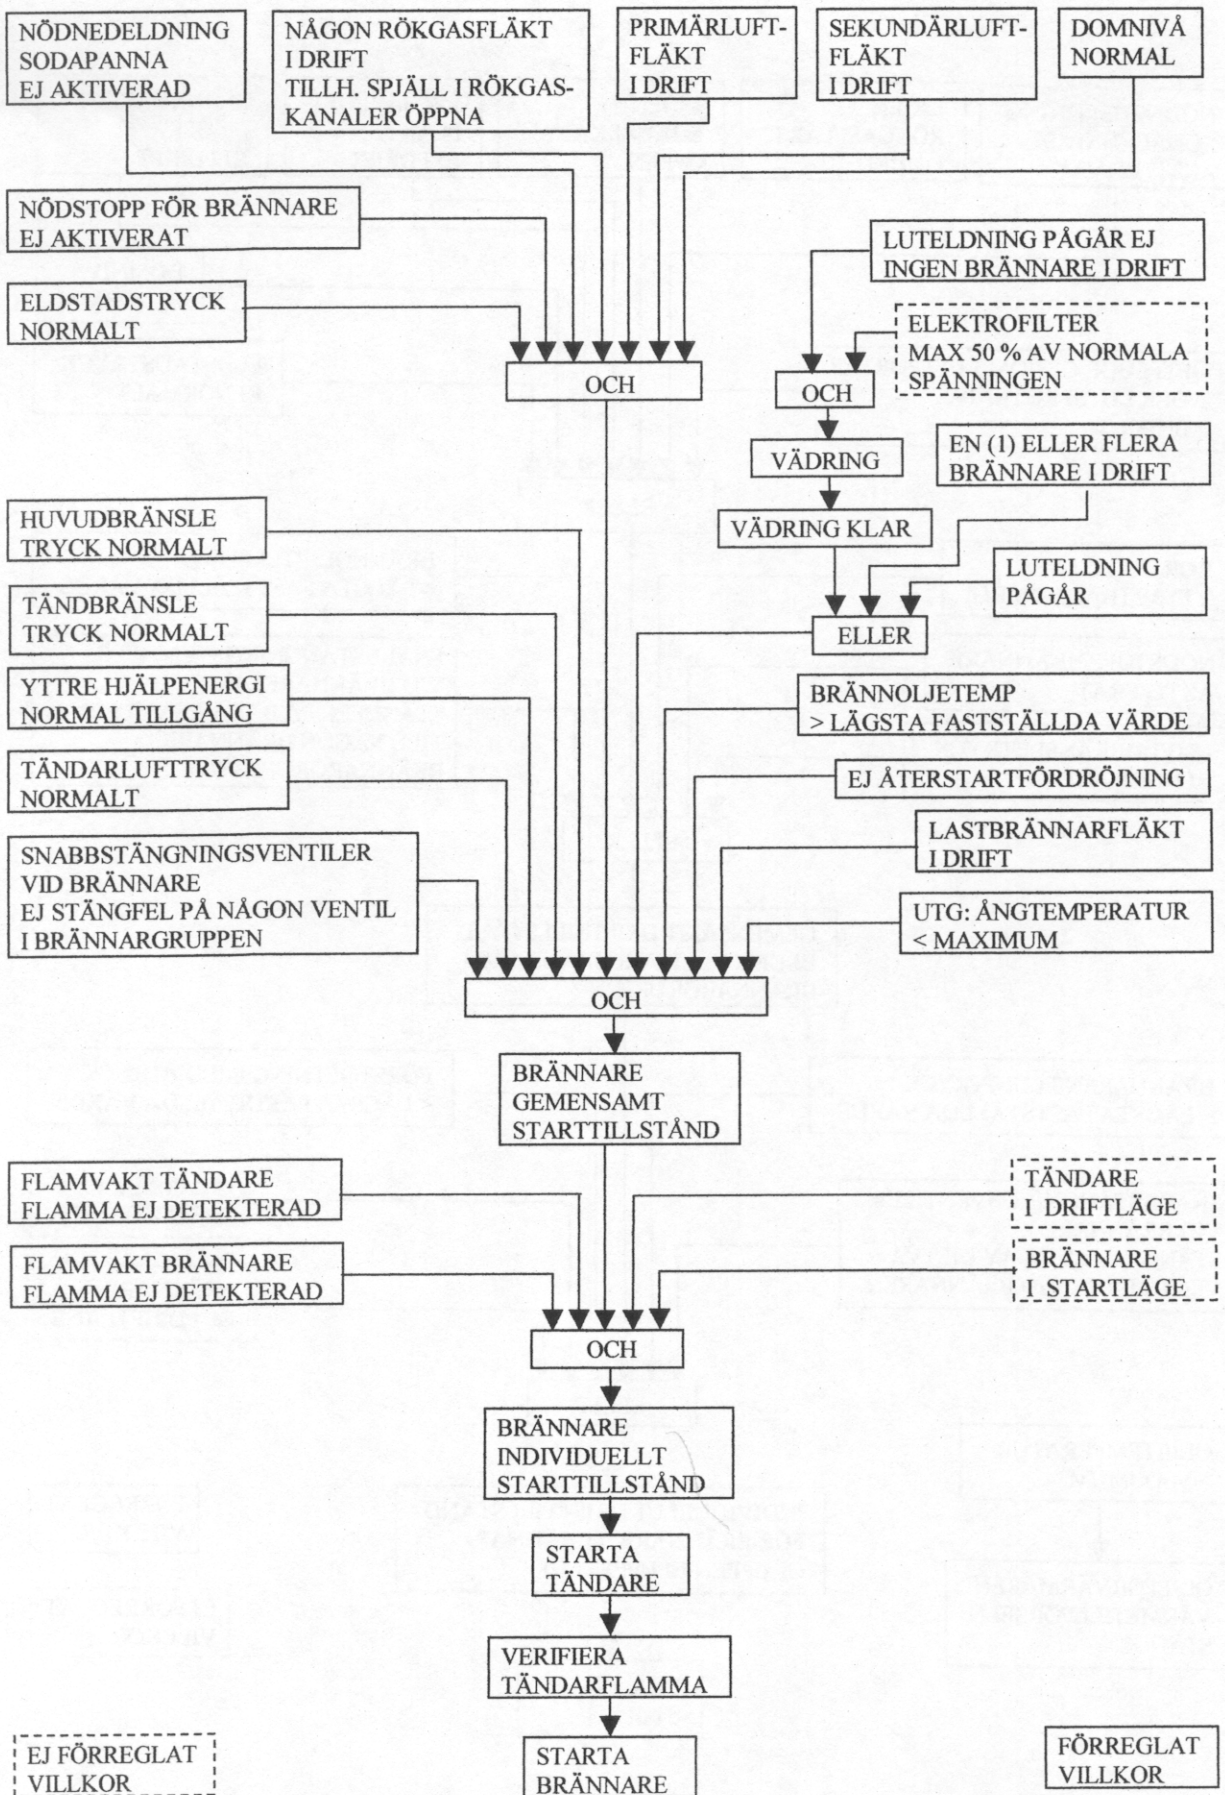 NÖDNEDELDNING
SODAPANNA
EJ AKTIVERAD
NÅGON RÖKGASFLÄKT
I DRIFT
TILLH. SPJÄLL I RÖKGAS-
KANALER ÖPPNA
PRIMÄRLUFT-
FLÄKT
I DRIFT
SEKUNDÄRLUFT-
FLÄKT
I DRIFT
DOMNIVÅ
NORMAL
NÖDSTOPP FÖR BRÄNNARE
EJ AKTIVERAT
LUTELDNING PÅGÅR EJ
INGEN BRÄNNARE I DRIFT
ELDSTADSTRYCK
NORMALT
ELEKTROFILTER
MAX 50 % AV NORMALA
SPÄNNINGEN
OCH
OCH
VÄDRING
EN (1) ELLER FLERA
BRÄNNARE I DRIFT
HUVUDBRÄNSLE
TRYCK NORMALT
VÄDRING KLAR
LUTELDNING
PÅGÅR
TÄNDBRÄNSLE
TRYCK NORMALT
ELLER
YTTRE HJÄLPENERGI
NORMAL TILLGÅNG
BRÄNNOLJETEMP
> LÄGSTA FASTSTÄLLDA VÄRDE
TÄNDARLUFTTRYCK
NORMALT
EJ ÅTERSTARTFÖRDRÖJNING
SNABBSTÄNGNINGSVENTILER
VID BRÄNNARE
EJ STÄNGFEL PÅ NÅGON VENTIL
I BRÄNNARGRUPPEN
LASTBRÄNNARFLÄKT
I DRIFT
UTG: ÅNGTEMPERATUR
< MAXIMUM
OCH
BRÄNNARE
GEMENSAMT
STARTTILLSTÅND
FLAMVAKT TÄNDARE
FLAMMA EJ DETEKTERAD
TÄNDARE
I DRIFTLÄGE
FLAMVAKT BRÄNNARE
FLAMMA EJ DETEKTERAD
BRÄNNARE
I STARTLÄGE
OCH
BRÄNNARE
INDIVIDUELLT
STARTTILLSTÅND
STARTA
TÄNDARE
VERIFIERA
TÄNDARFLAMMA
EJ FÖRREGLAT
VILLKOR
STARTA
BRÄNNARE
FÖRREGLAT
VILLKOR